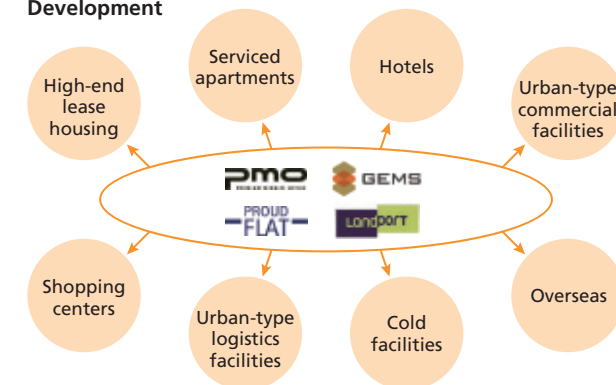 Development
High-end
lease
housing
Serviced
apartments
Hotels
Urban-type
commercial
facilities
PMO
GEMS
PROUD
FLAT
Landport
Shopping
centers
Urban-type
logistics
facilities
Cold
facilities
Overseas